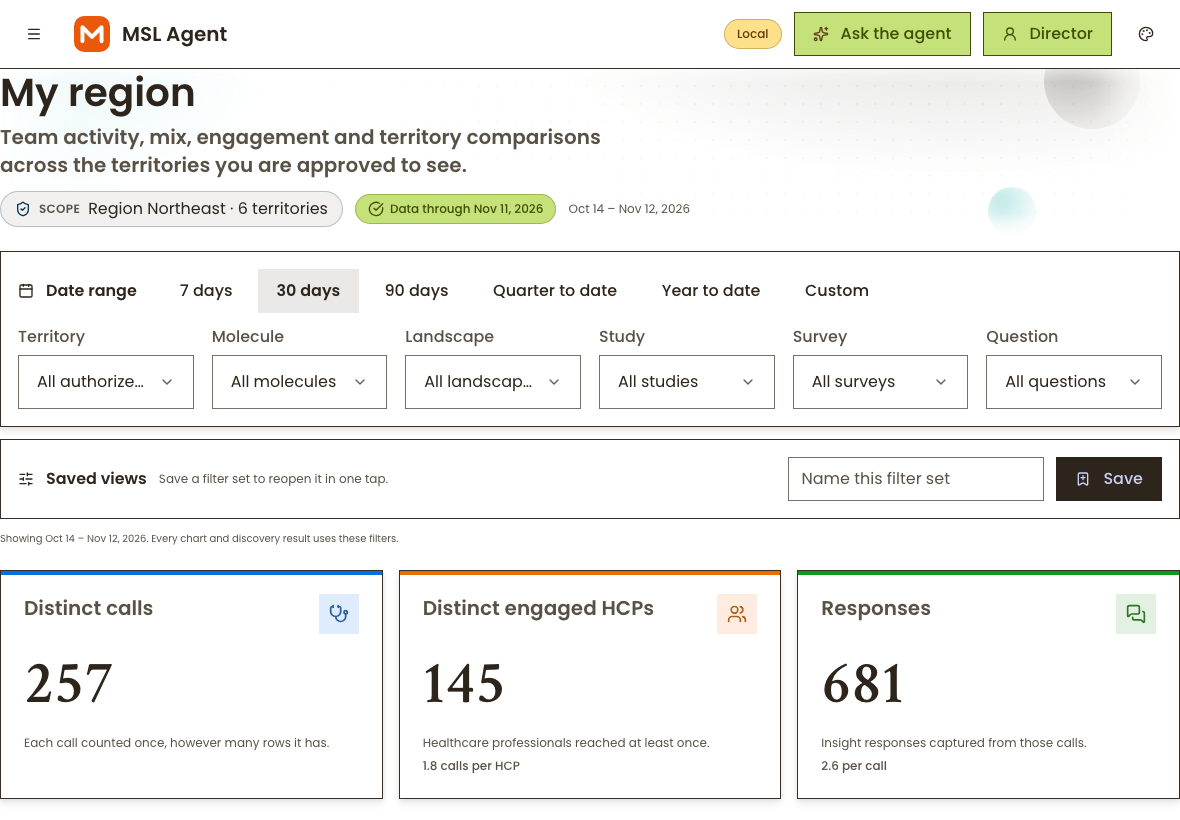 MSL Agent
Local
Ask the agent
Director
My region
Team activity, mix, engagement and territory comparisons
across the territories you are approved to see.
SCOPE Region Northeast · 6 territories
Data through Nov 11, 2026
Oct 14 – Nov 12, 2026
Date range
7 days
30 days
90 days
Quarter to date
Year to date
Custom
Territory
Molecule
Landscape
Study
Survey
Question
All authorize...
All molecules
All landscap...
All studies
All surveys
All questions
Saved views
Save a filter set to reopen it in one tap.
Name this filter set
Save
Showing Oct 14 – Nov 12, 2026. Every chart and discovery result uses these filters.
Distinct calls
257
Each call counted once, however many rows it has.
Distinct engaged HCPs
145
Healthcare professionals reached at least once.
1.8 calls per HCP
Responses
681
Insight responses captured from those calls.
2.6 per call